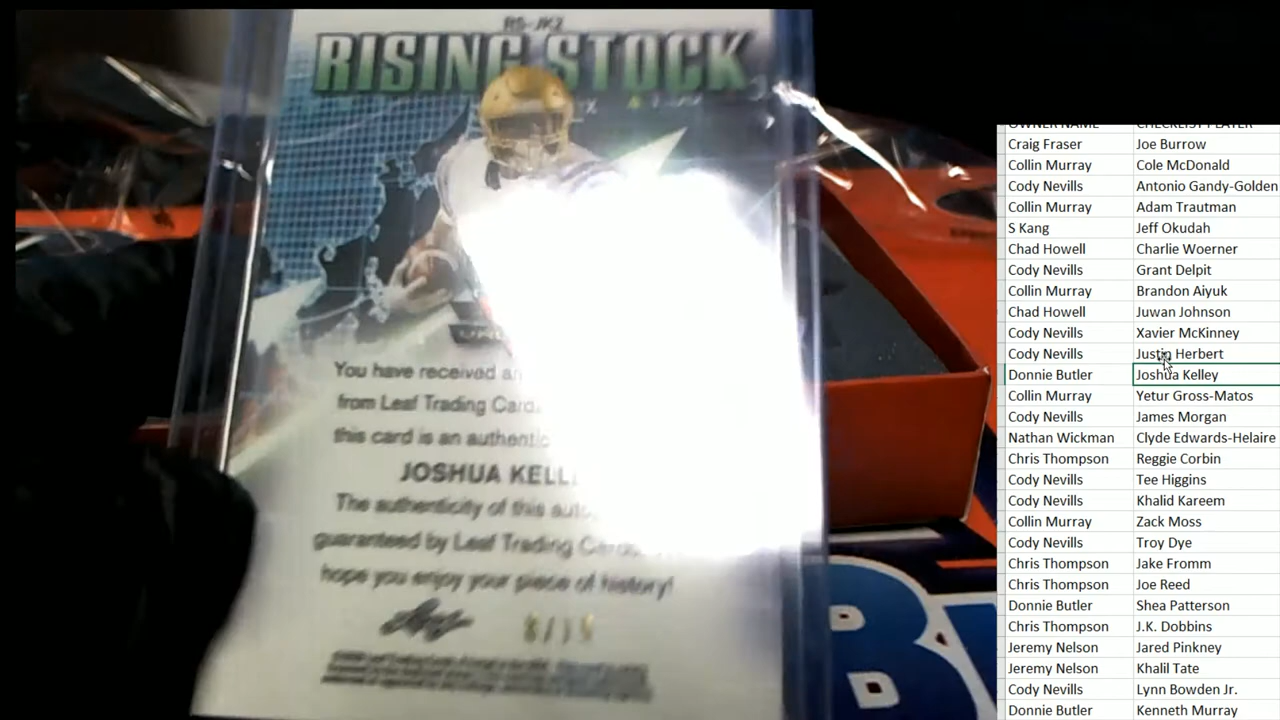 RS-JK2
RISING STOCK
You have received an
from Leaf Trading Card
this card is an authentic
JOSHUA KELL
The authenticity of this auto
guaranteed by Leaf Trading Cards
hope you enjoy your piece of history!
Leaf
8/15
OWNER NAME CHECKLIST PLAYER
Craig Fraser Joe Burrow
Collin Murray Cole McDonald
Cody Nevills Antonio Gandy-Golden
Collin Murray Adam Trautman
S Kang Jeff Okudah
Chad Howell Charlie Woerner
Cody Nevills Grant Delpit
Collin Murray Brandon Aiyuk
Chad Howell Juwan Johnson
Cody Nevills Xavier McKinney
Cody Nevills Justin Herbert
Donnie Butler Joshua Kelley
Collin Murray Yetur Gross-Matos
Cody Nevills James Morgan
Nathan Wickman Clyde Edwards-Helaire
Chris Thompson Reggie Corbin
Cody Nevills Tee Higgins
Cody Nevills Khalid Kareem
Collin Murray Zack Moss
Cody Nevills Troy Dye
Chris Thompson Jake Fromm
Chris Thompson Joe Reed
Donnie Butler Shea Patterson
Chris Thompson J.K. Dobbins
Jeremy Nelson Jared Pinkney
Jeremy Nelson Khalil Tate
Cody Nevills Lynn Bowden Jr.
Donnie Butler Kenneth Murray